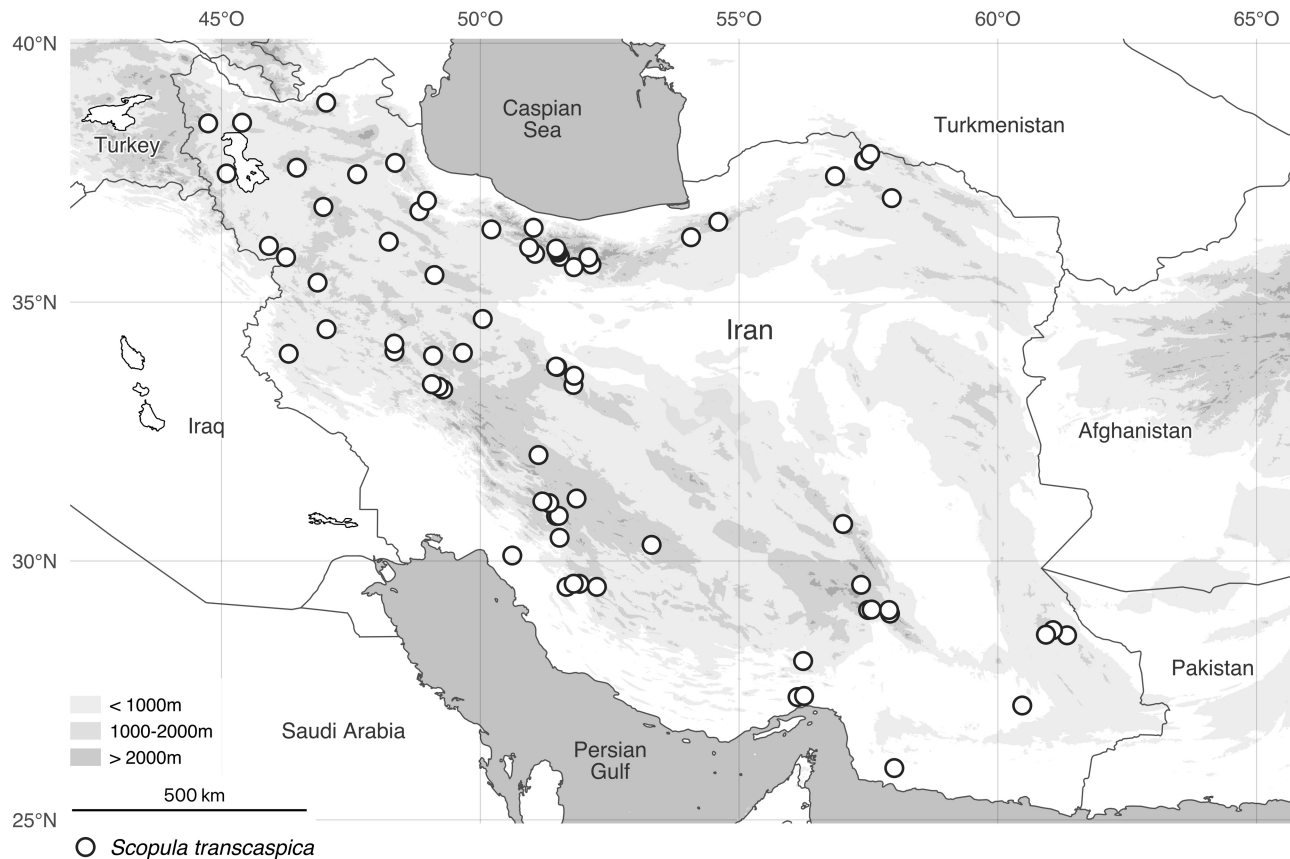 45°O 50°O 55°O 60°O 65°O
40°N
Caspian
Sea
Turkmenistan
Turkey
35°N
Iran
Iraq
Afghanistan
30°N
Pakistan
< 1000m
1000-2000m
> 2000m
Saudi Arabia
Persian
Gulf
500 km
25°N
Scopula transcaspica